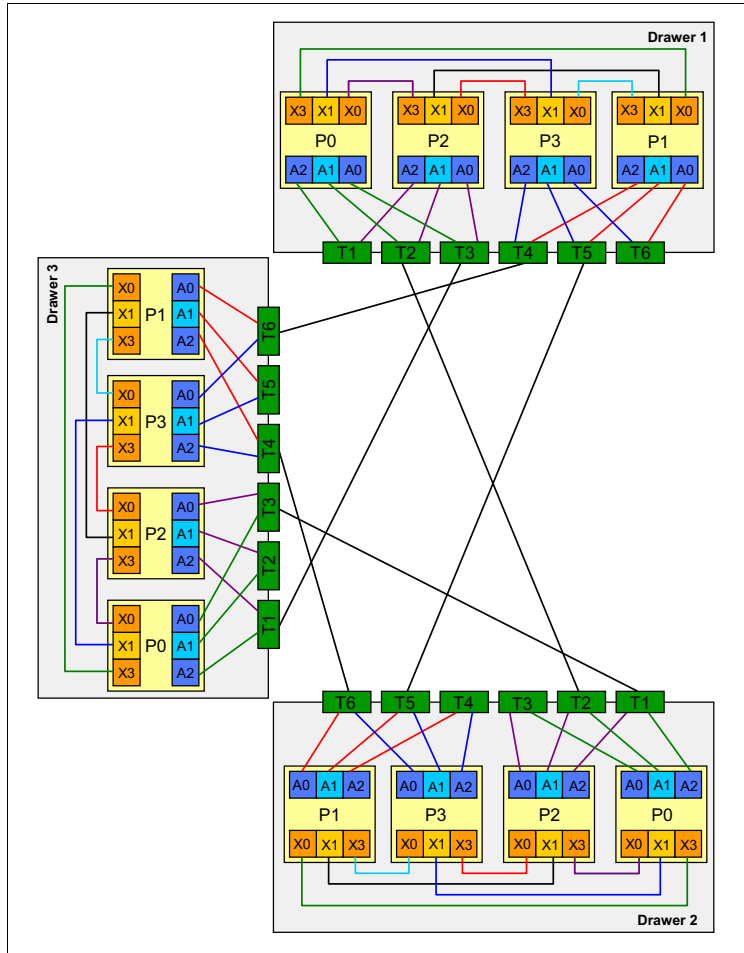 Drawer 1
X3 X1 X0 X3 X1 X0 X3 X1 X0 X3 X1 X0
P0 P2 P3 P1
A2 A1 A0 A2 A1 A0 A2 A1 A0 A2 A1 A0
T1 T2 T3 T4 T5 T6
Drawer 3
X0 A0
X1 P1 A1
X3 A2
T6
X0 A0
X1 P3 A1
X3 A2
T5
T4
X0 A0
X1 P2 A1
X3 A2
T3
T2
X0 A0
X1 P0 A1
X3 A2
T1
T6 T5 T4 T3 T2 T1
A0 A1 A2 A0 A1 A2 A0 A1 A2 A0 A1 A2
P1 P3 P2 P0
X0 X1 X3 X0 X1 X3 X0 X1 X3 X0 X1 X3
Drawer 2